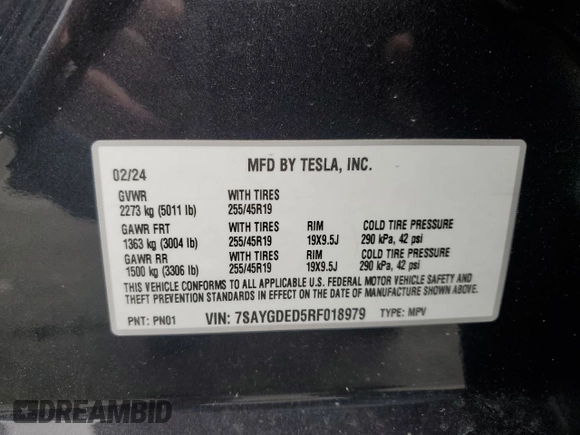 MFD BY TESLA, INC.
02/24
GVWR WITH TIRES
2273 kg (5011 lb) 255/45R19
GAWR FRT WITH TIRES RIM COLD TIRE PRESSURE
1363 kg (3004 lb) 255/45R19 19X9.5J 290 kPa, 42 psi
GAWR RR WITH TIRES RIM COLD TIRE PRESSURE
1500 kg (3306 lb) 255/45R19 19X9.5J 290 kPa, 42 psi
THIS VEHICLE CONFORMS TO ALL APPLICABLE U.S. FEDERAL MOTOR VEHICLE SAFETY AND
THEFT PREVENTION STANDARDS IN EFFECT ON THE DATE OF MANUFACTURE SHOWN ABOVE.
PNT: PN01 VIN: 7SAYGDED5RF018979 TYPE: MPV
DREAMBID